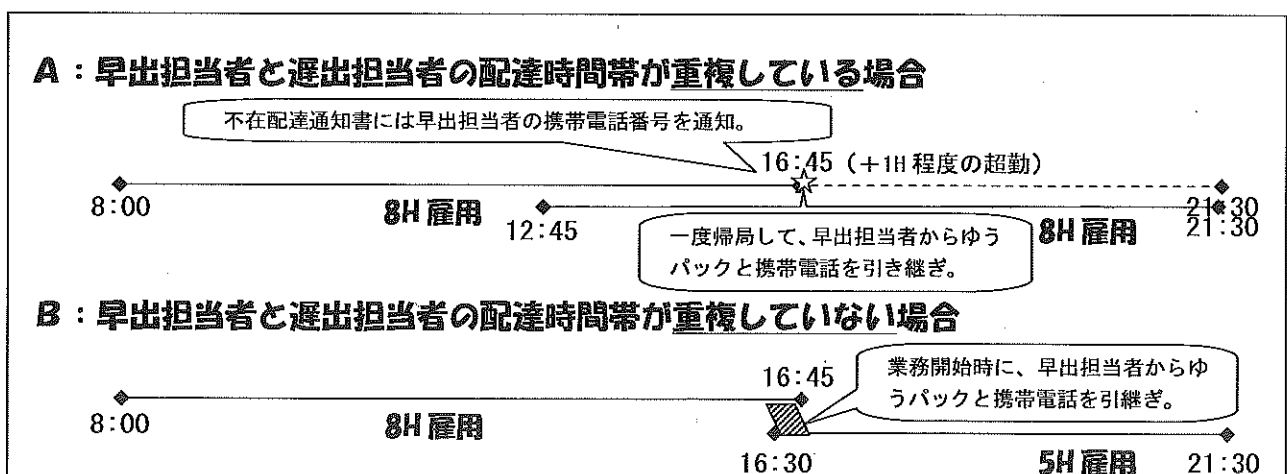 A：早出担当者と遅出担当者の配達時間帯が重複している場合
不在配達通知書には早出担当者の携帯電話番号を通知。
16:45（+1H 程度の超勤）
8:00
8H 雇用
12:45
一度帰局して、早出担当者からゆう
パックと携帯電話を引き継ぎ。
8H 雇用
21:30
21:30
B：早出担当者と遅出担当者の配達時間帯が重複していない場合
16:45
業務開始時に、早出担当者からゆ
うパックと携帯電話を引継ぎ。
8:00
8H 雇用
16:30
5H 雇用
21:30